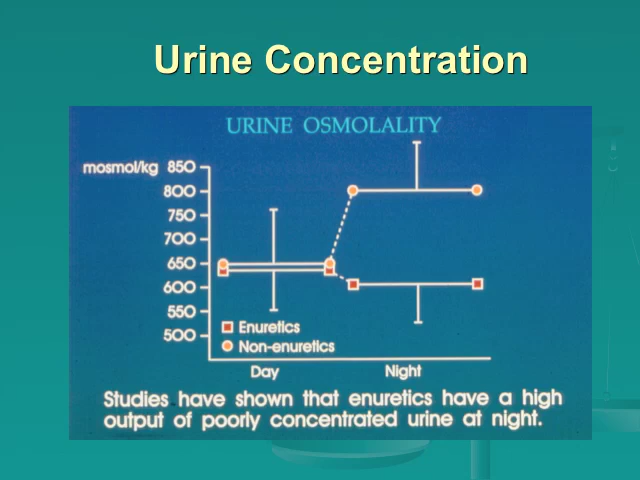 Urine Concentration
URINE OSMOLALITY
mosmol/kg 850
800
750
700
650
600
550
500
Enuretics
Non-enuretics
Day Night
Studies have shown that enuretics have a high
output of poorly concentrated urine at night.